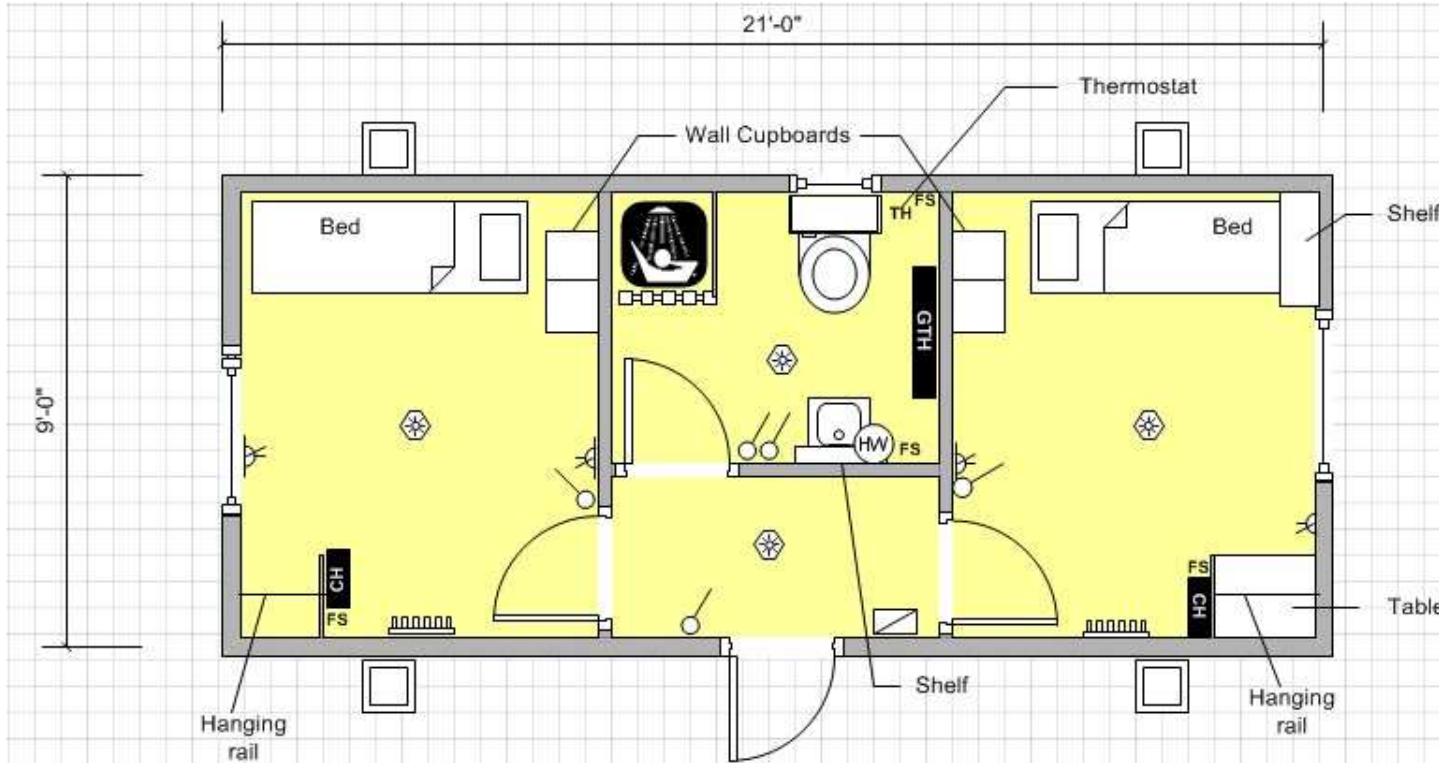 21'-0"
Thermostat
Wall Cupboards
FS
TH
Bed
Bed
Shelf
GTH
9'-0"
HW
FS
CH
FS
FS
CH
Table
Shelf
Hanging
rail
Hanging
rail